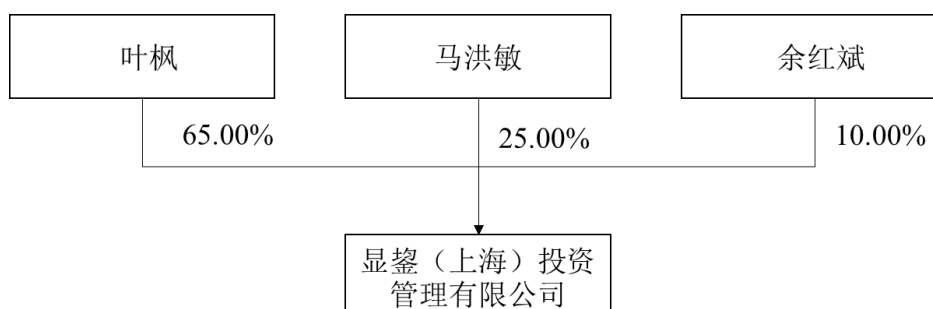 叶枫
马洪敏
余红斌
65.00%
25.00%
10.00%
显鋆（上海）投资
管理有限公司